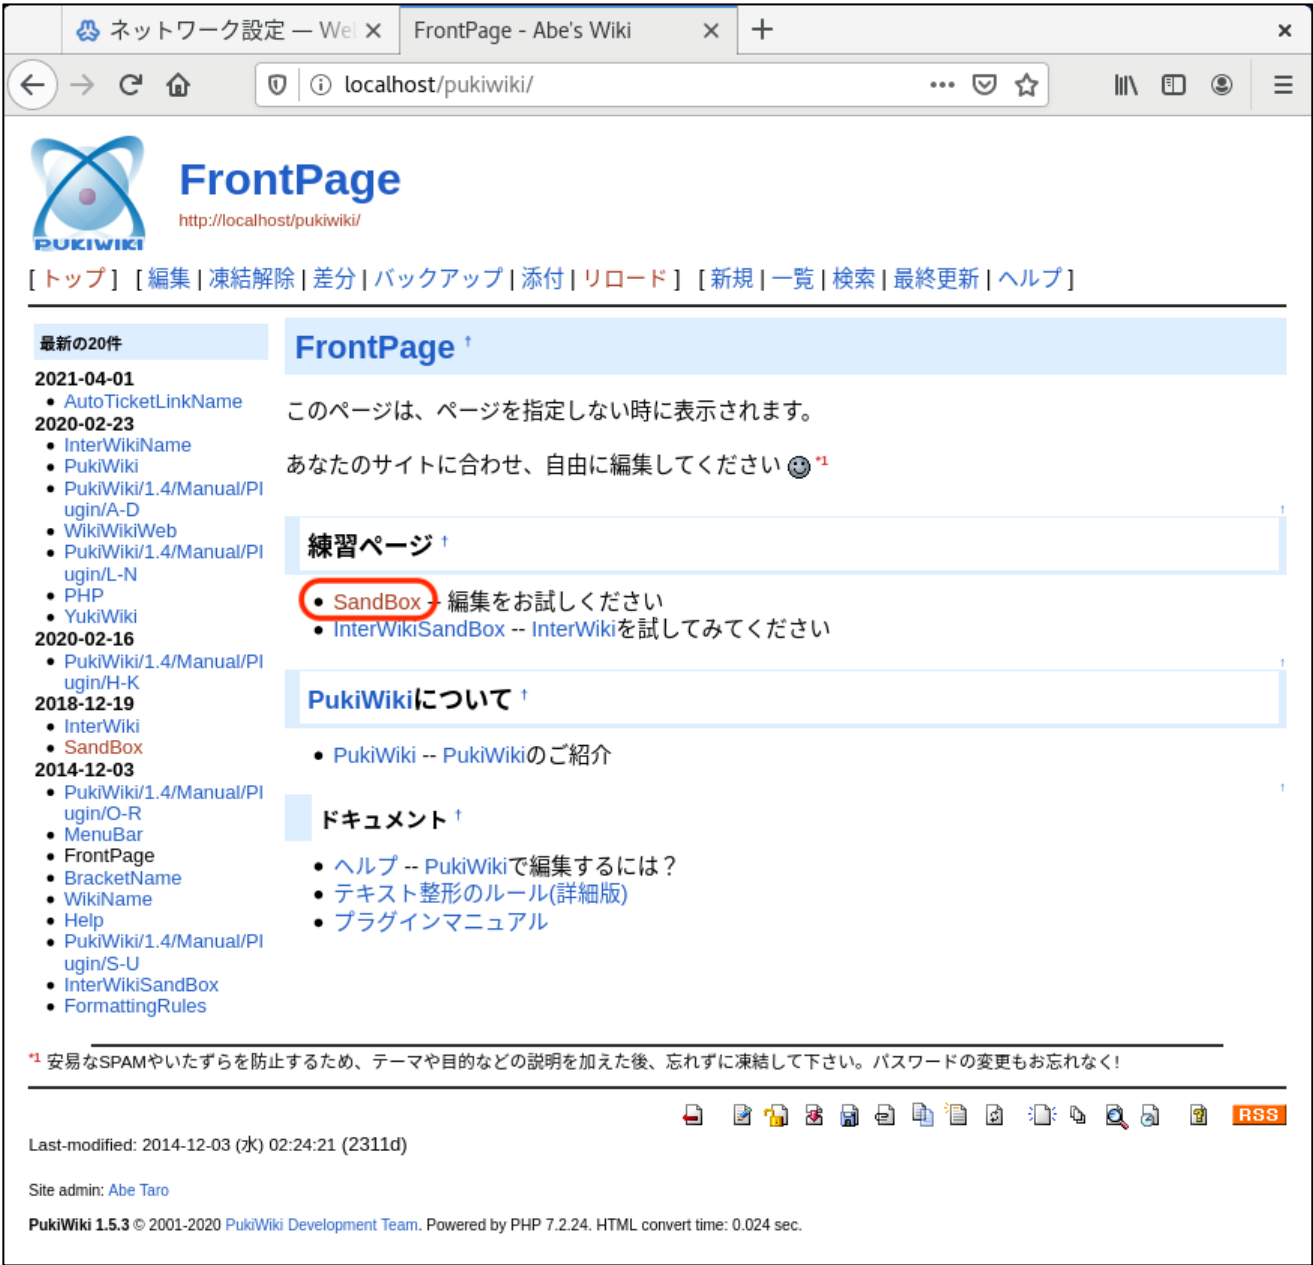 ネットワーク設定 — We
FrontPage - Abe's Wiki
localhost/pukiwiki/
PUKIWIKI
FrontPage
http://localhost/pukiwiki/
[ トップ ] [ 編集 | 凍結解除 | 差分 | バックアップ | 添付 | リロード ] [ 新規 | 一覧 | 検索 | 最終更新 | ヘルプ ]
最新の20件
2021-04-01
AutoTicketLinkName
2020-02-23
InterWikiName
PukiWiki
PukiWiki/1.4/Manual/Pl
ugin/A-D
WikiWikiWeb
PukiWiki/1.4/Manual/Pl
ugin/L-N
PHP
YukiWiki
2020-02-16
PukiWiki/1.4/Manual/Pl
ugin/H-K
2018-12-19
InterWiki
SandBox
2014-12-03
PukiWiki/1.4/Manual/Pl
ugin/O-R
MenuBar
FrontPage
BracketName
WikiName
Help
PukiWiki/1.4/Manual/Pl
ugin/S-U
InterWikiSandBox
FormattingRules
FrontPage †
このページは、ページを指定しない時に表示されます。
あなたのサイトに合わせ、自由に編集してください *1
↑
練習ページ †
SandBox -- 編集をお試しください
InterWikiSandBox -- InterWikiを試してみてください
↑
PukiWikiについて †
PukiWiki -- PukiWikiのご紹介
↑
ドキュメント †
ヘルプ -- PukiWikiで編集するには？
テキスト整形のルール(詳細版)
プラグインマニュアル
*1 安易なSPAMやいたずらを防止するため、テーマや目的などの説明を加えた後、忘れずに凍結して下さい。パスワードの変更もお忘れなく!
RSS
Last-modified: 2014-12-03 (水) 02:24:21 (2311d)
Site admin: Abe Taro
PukiWiki 1.5.3 © 2001-2020 PukiWiki Development Team. Powered by PHP 7.2.24. HTML convert time: 0.024 sec.